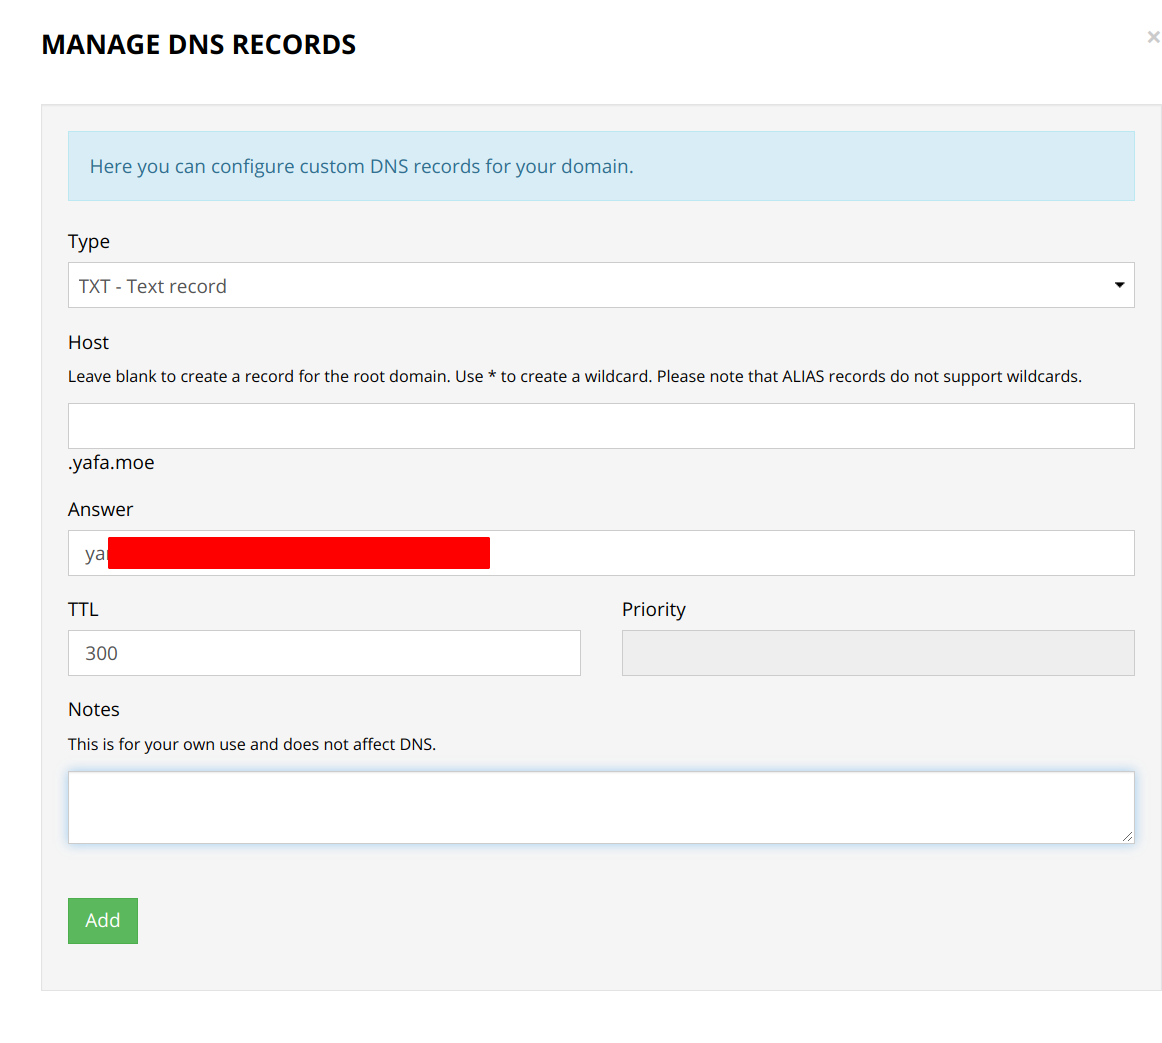 MANAGE DNS RECORDS
×
Here you can configure custom DNS records for your domain.
Type
TXT - Text record
Host
Leave blank to create a record for the root domain. Use * to create a wildcard. Please note that ALIAS records do not support wildcards.
.yafa.moe
Answer
TTL
Priority
300
Notes
This is for your own use and does not affect DNS.
Add